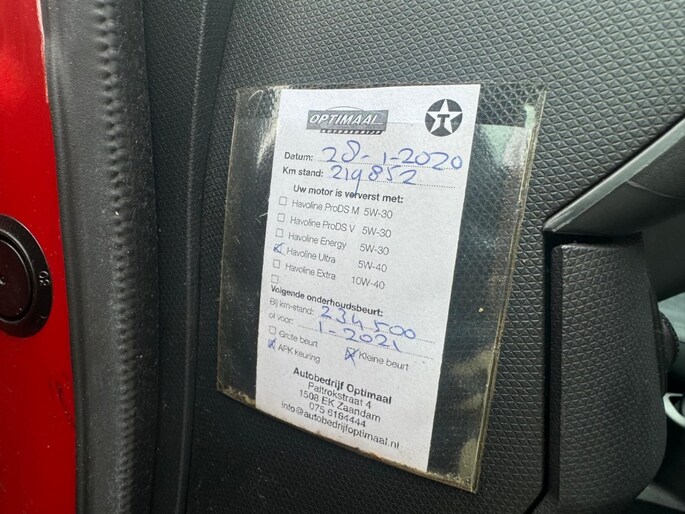 OPTIMAAL
AUTOBEDRIJF
Datum: 28-1-2020
Km stand: 219852
Uw motor is ververst met:
Havoline ProDS M 5W-30
Havoline ProDS V 5W-30
Havoline Energy 5W-30
Havoline Ultra 5W-40
Havoline Extra 10W-40
Volgende onderhoudsbeurt:
Bij km-stand: 234500
of voor: 1-2021
Grote beurt
APK keuring Kleine beurt
Autobedrijf Optimaal
Paltrokstraat 4
1508 EK Zaandam
075 6164444
info@autobedrijfoptimaal.nl